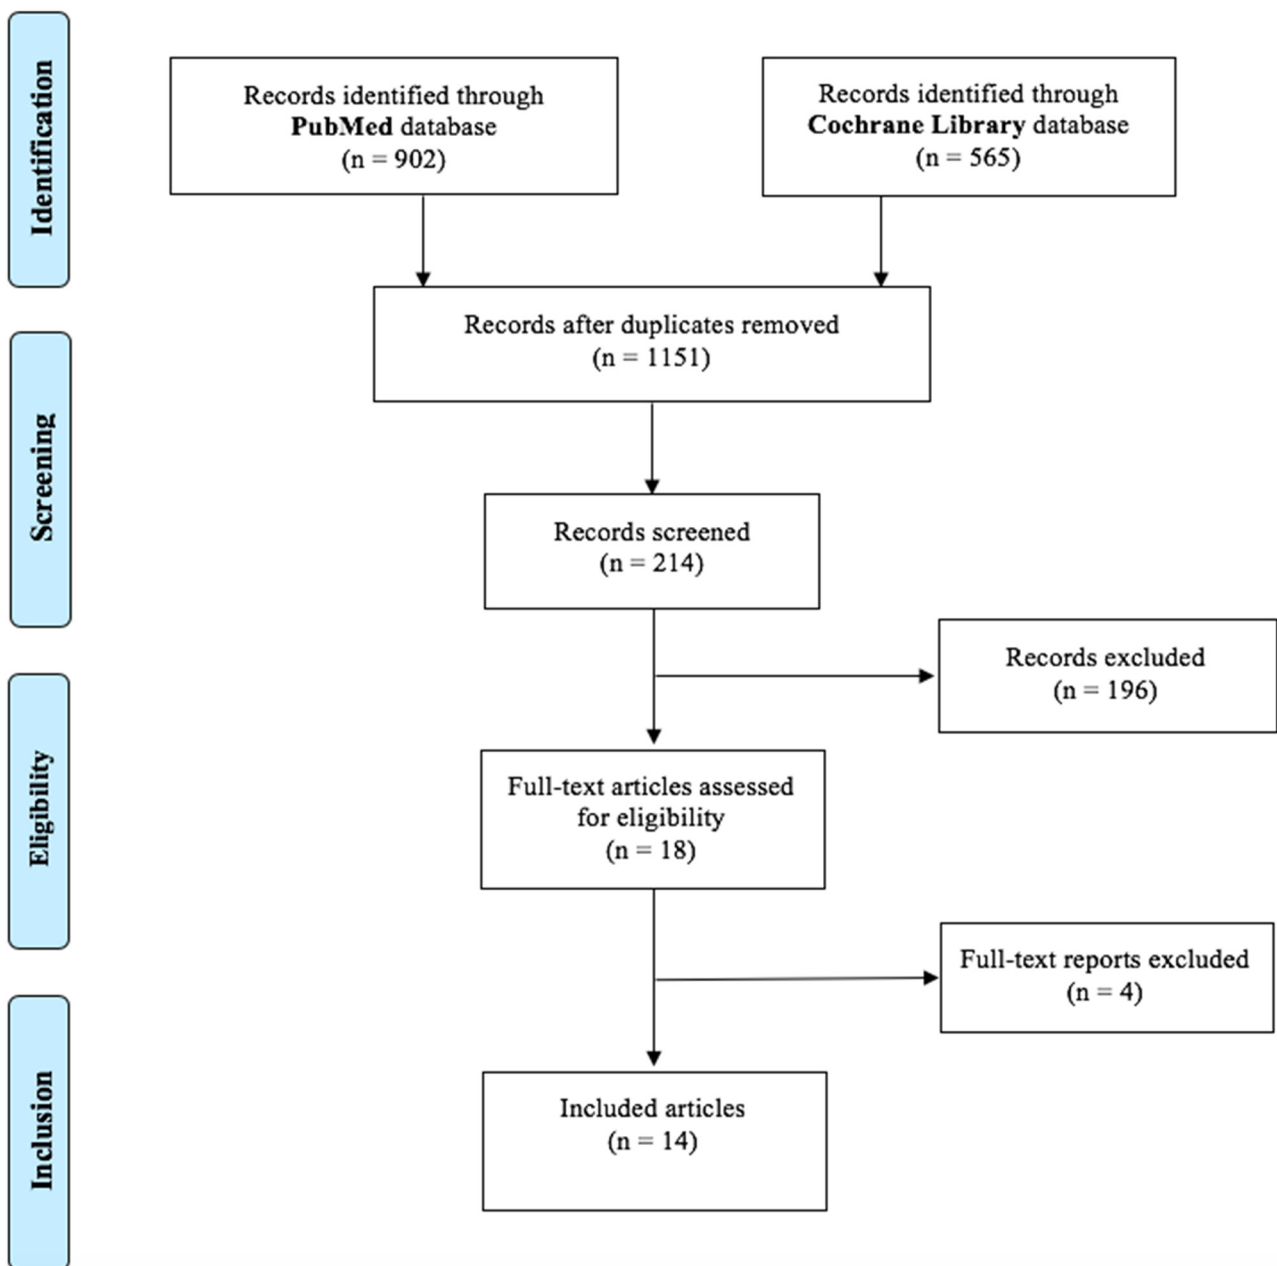 Identification
Records identified through
PubMed database
(n = 902)
Records identified through
Cochrane Library database
(n = 565)
Records after duplicates removed
(n = 1151)
Screening
Records screened
(n = 214)
Records excluded
(n = 196)
Eligibility
Full-text articles assessed
for eligibility
(n = 18)
Full-text reports excluded
(n = 4)
Inclusion
Included articles
(n = 14)